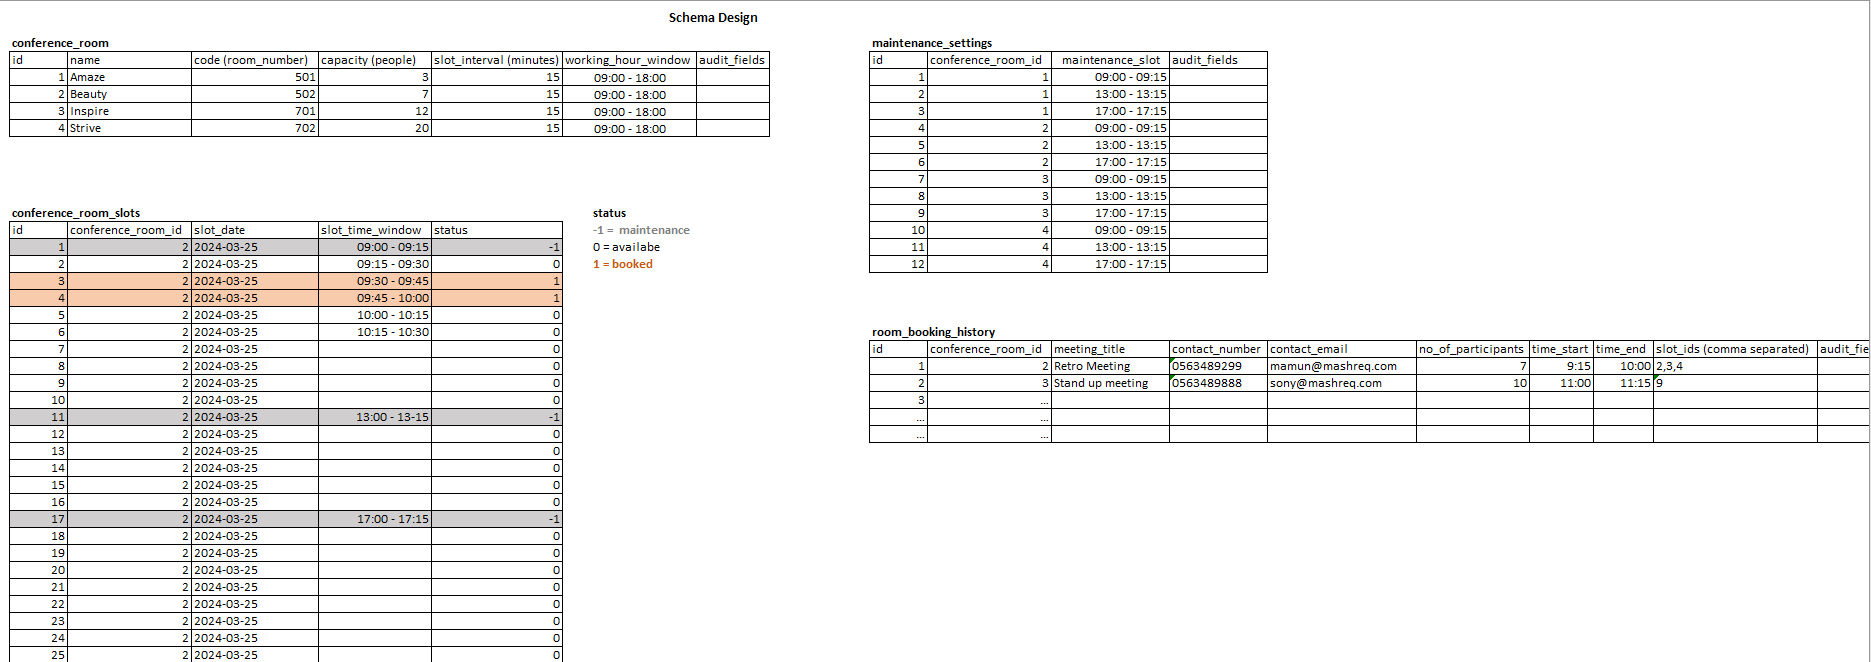 Schema Design
conference_room
id name code (room_number) capacity (people) slot_interval (minutes) working_hour_window audit_fields
1 Amaze 501 3 15 09:00 - 18:00
2 Beauty 502 7 15 09:00 - 18:00
3 Inspire 701 12 15 09:00 - 18:00
4 Strive 702 20 15 09:00 - 18:00
maintenance_settings
id conference_room_id maintenance_slot audit_fields
1 1 09:00 - 09:15
2 1 13:00 - 13:15
3 1 17:00 - 17:15
4 2 09:00 - 09:15
5 2 13:00 - 13:15
6 2 17:00 - 17:15
7 3 09:00 - 09:15
8 3 13:00 - 13:15
9 3 17:00 - 17:15
10 4 09:00 - 09:15
11 4 13:00 - 13:15
12 4 17:00 - 17:15
conference_room_slots
id conference_room_id slot_date slot_time_window status
1 2 2024-03-25 09:00 - 09:15 -1
2 2 2024-03-25 09:15 - 09:30 0
3 2 2024-03-25 09:30 - 09:45 1
4 2 2024-03-25 09:45 - 10:00 1
5 2 2024-03-25 10:00 - 10:15 0
6 2 2024-03-25 10:15 - 10:30 0
7 2 2024-03-25 0
8 2 2024-03-25 0
9 2 2024-03-25 0
10 2 2024-03-25 0
11 2 2024-03-25 13:00 - 13-15 -1
12 2 2024-03-25 0
13 2 2024-03-25 0
14 2 2024-03-25 0
15 2 2024-03-25 0
16 2 2024-03-25 0
17 2 2024-03-25 17:00 - 17:15 -1
18 2 2024-03-25 0
19 2 2024-03-25 0
20 2 2024-03-25 0
21 2 2024-03-25 0
22 2 2024-03-25 0
23 2 2024-03-25 0
24 2 2024-03-25 0
25 2 2024-03-25 0
status
-1 = maintenance
0 = availabe
1 = booked
room_booking_history
id conference_room_id meeting_title contact_number contact_email no_of_participants time_start time_end slot_ids (comma separated) audit_fie
1 2 Retro Meeting 0563489299 mamun@mashreq.com 7 9:15 10:00 2,3,4
2 3 Stand up meeting 0563489888 sony@mashreq.com 10 11:00 11:15 9
3 ...
... ...
... ...